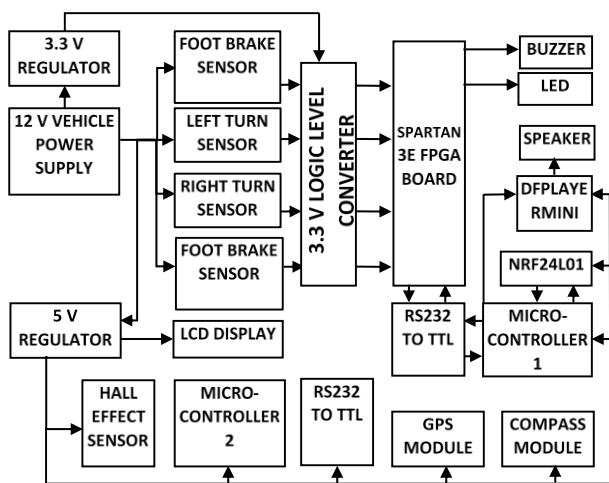 3.3 V
REGULATOR
FOOT BRAKE
SENSOR
BUZZER
LED
12 V VEHICLE
POWER
SUPPLY
LEFT TURN
SENSOR
3.3 V LOGIC LEVEL
CONVERTER
SPARTAN
3E FPGA
BOARD
SPEAKER
RIGHT TURN
SENSOR
DFPLAYE
RMINI
FOOT BRAKE
SENSOR
NRF24L01
5 V
REGULATOR
LCD DISPLAY
RS232
TO TTL
MICRO-
CONTROLLER
1
HALL
EFFECT
SENSOR
MICRO-
CONTROLLER
2
RS232
TO TTL
GPS
MODULE
COMPASS
MODULE